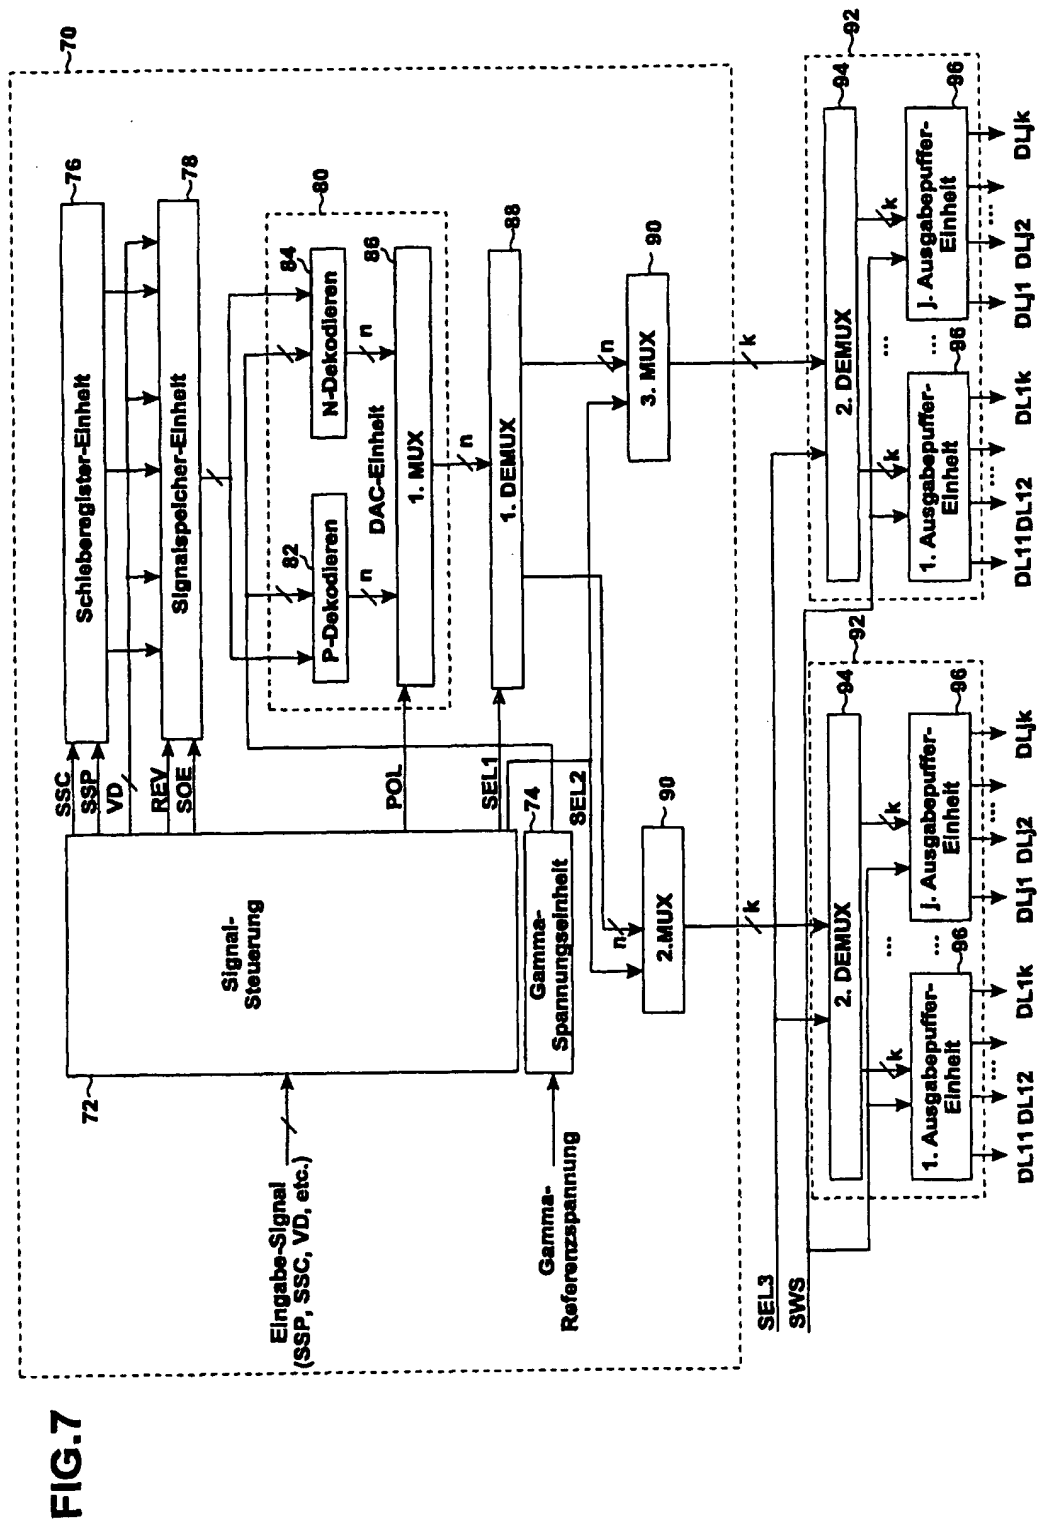 FIG.7
70
72
Signal-
Steuerung
Eingabe-Signal
(SSP, SSC, VD, etc.)
Gamma-
Referenzspannung
74
Gamma-
Spannungseinheit
SSC
SSP
VD
REV
SOE
POL
SEL1
SEL2
76
Schieberegister-Einheit
78
Signalspeicher-Einheit
80
82
P-Dekodieren
84
N-Dekodieren
n
n
DAC-Einheit
86
1. MUX
n
88
1. DEMUX
n
n
90
2.MUX
90
3. MUX
k
k
SEL3
SWS
92
94
2. DEMUX
k
k
...
96
1. Ausgabepuffer-
Einheit
...
96
j. Ausgabepuffer-
Einheit
DL11 DL12 ... DL1k DLj1 DLj2 ... DLjk
92
94
2. DEMUX
k
k
...
96
1. Ausgabepuffer-
Einheit
...
96
j. Ausgabepuffer-
Einheit
DL11 DL12 ... DL1k DLj1 DLj2 ... DLjk